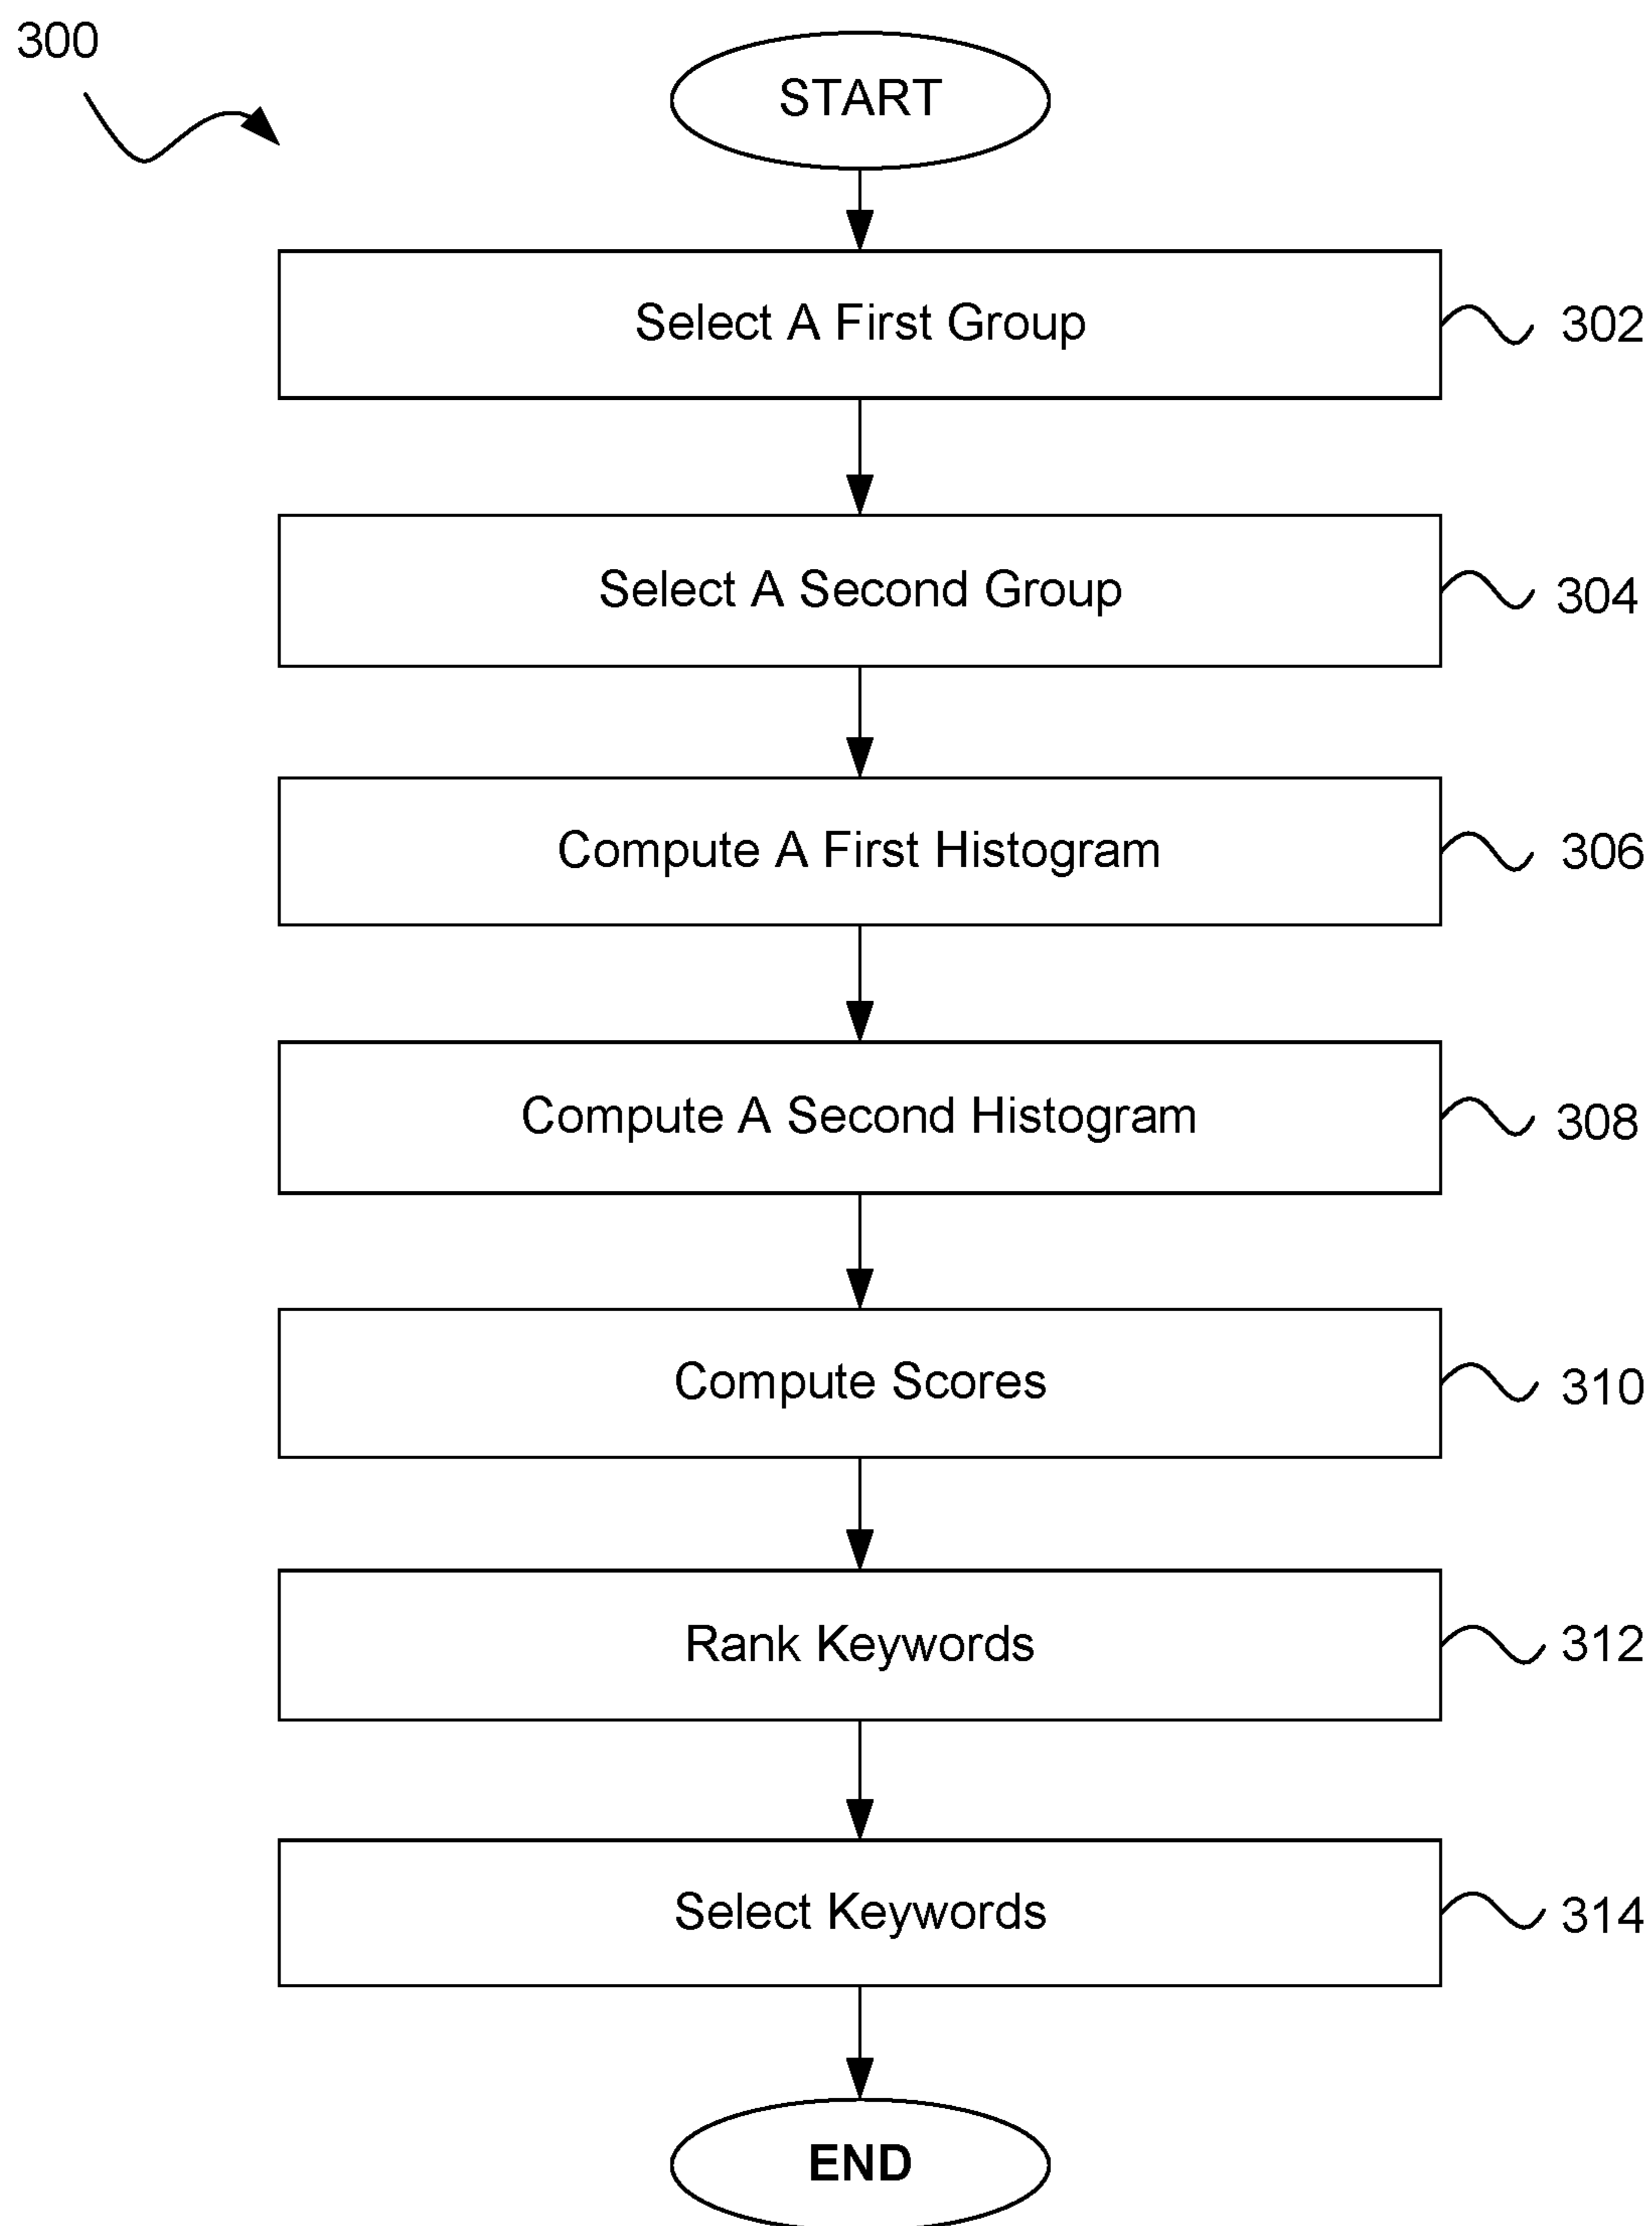 300
START
Select A First Group
302
Select A Second Group
304
Compute A First Histogram
306
Compute A Second Histogram
308
Compute Scores
310
Rank Keywords
312
Select Keywords
314
END